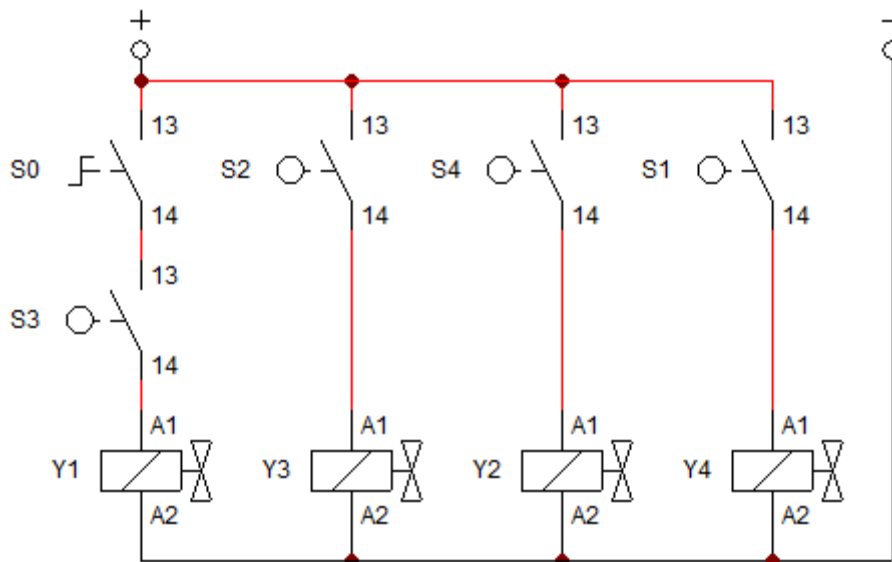 + −
13 13 13 13
S0 S2 S4 S1
14 14 14 14
13
S3
14
A1 A1 A1 A1
Y1 Y3 Y2 Y4
A2 A2 A2 A2